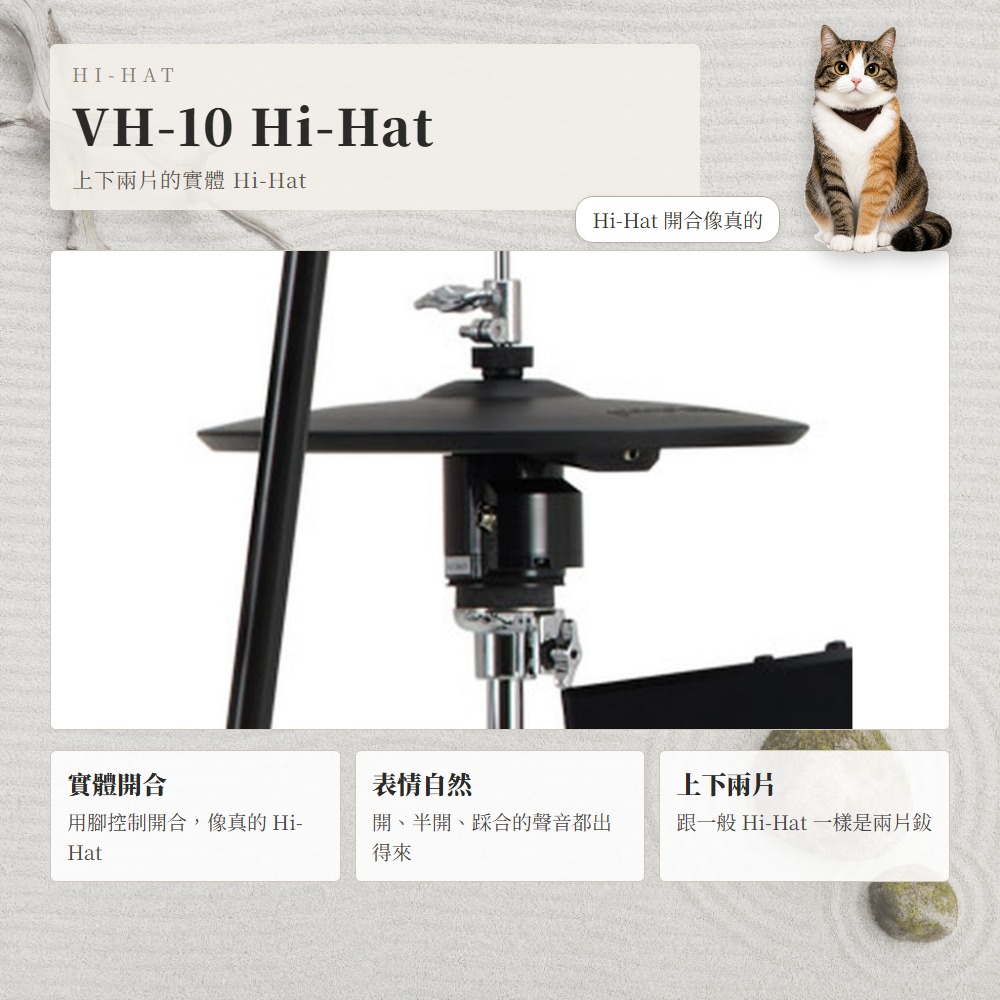 HI-HAT
VH-10 Hi-Hat
上下兩片的實體 Hi-Hat
Hi-Hat 開合像真的
實體開合
用腳控制開合，像真的 Hi-
Hat
表情自然
開、半開、踩合的聲音都出
得來
上下兩片
跟一般 Hi-Hat 一樣是兩片鈸